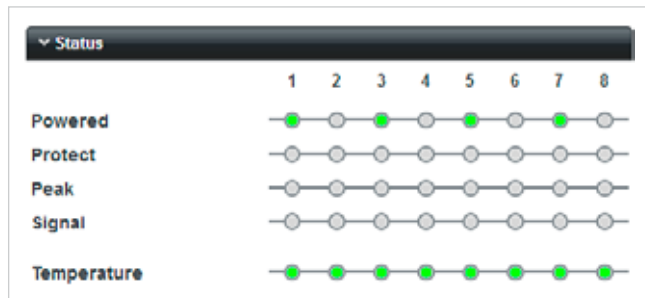 Status
1 2 3 4 5 6 7 8
Powered
Protect
Peak
Signal
Temperature